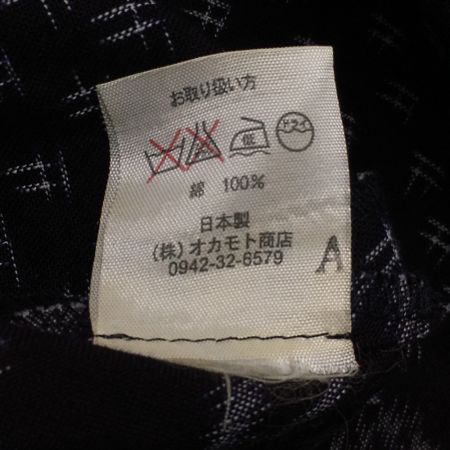 お取り扱い方
低
ドライ
綿 100%
日本製
(株) オカモト商店
0942-32-6579
A